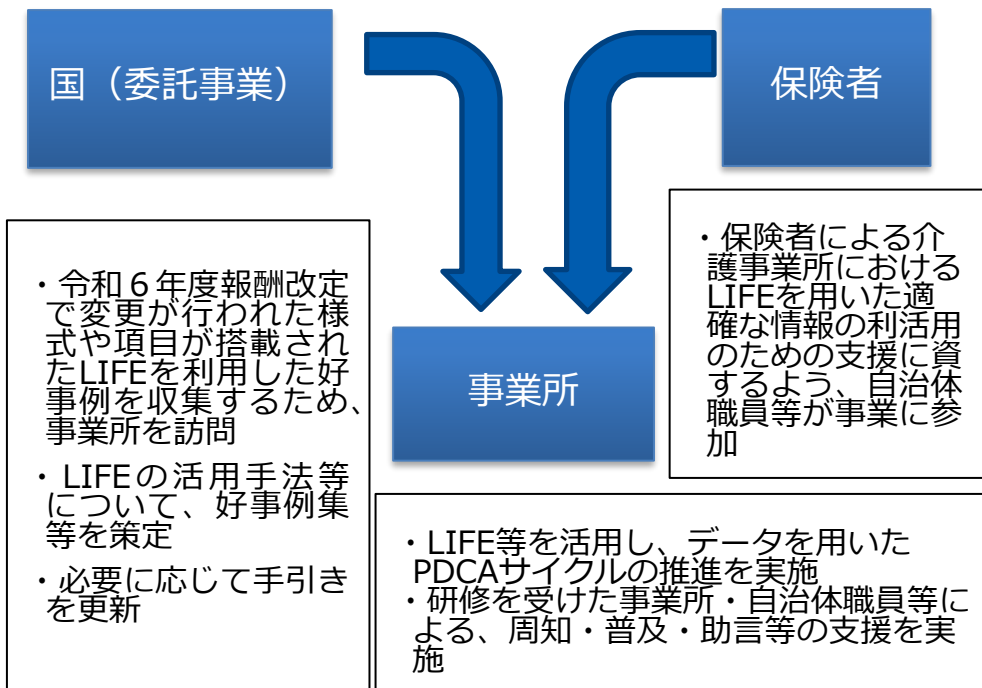 国（委託事業）
保険者
事業所
・令和６年度報酬改定
で変更が行われた様
式や項目が搭載され
たLIFEを利用した好
事例を収集するため、
事業所を訪問
・LIFEの活用手法等
について、好事例集
等を策定
・必要に応じて手引き
を更新
・保険者による介
護事業所における
LIFEを用いた適
確な情報の利活用
のための支援に資
するよう、自治体
職員等が事業に参
加
・LIFE等を活用し、データを用いた
PDCAサイクルの推進を実施
・研修を受けた事業所・自治体職員等に
よる、周知・普及・助言等の支援を実
施